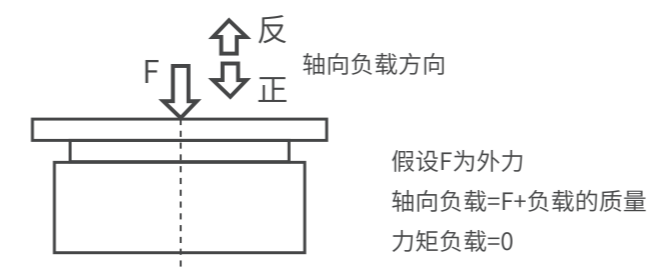 反
F
轴向负载方向
正
假设F为外力
轴向负载=F+负载的质量
力矩负载=0